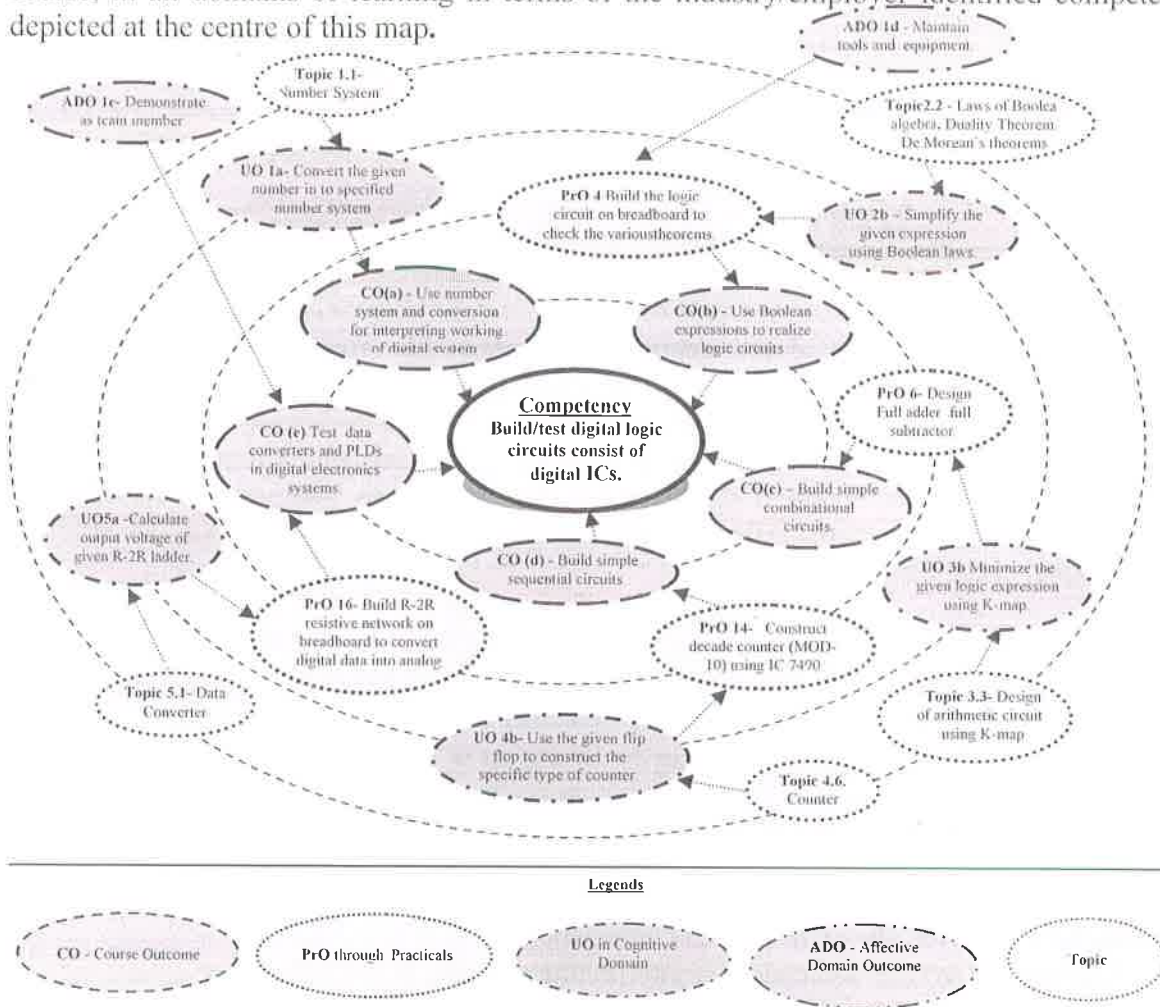 depicted at the centre of this map.
ADO 1d - Maintain
tools and equipment.
Topic 1.1-
Number System
ADO 1c- Demonstrate
as team member
Topic2.2 - Laws of Boolea
algebra, Duality Theorem
De Morean's theorems
UO 1a- Convert the given
number in to specified
number system
PrO 4 Build the logic
circuit on breadboard to
check the varioustheorems
UO 2b - Simplify the
given expression
using Boolean laws.
CO(a) - Use number
system and conversion
for interpreting working
of digital system
CO(b) - Use Boolean
expressions to realize
logic circuits
PrO 6- Design
Full adder full
subtractor.
Competency
Build/test digital logic
circuits consist of
digital ICs.
CO (e) Test data
converters and PLDs
in digital electronics
systems.
CO(c) - Build simple
combinational
circuits.
UO5a -Calculate
output voltage of
given R-2R ladder.
CO (d) - Build simple
sequential circuits
UO 3b Minimize the
given logic expression
using K-map.
PrO 16- Build R-2R
resistive network on
breadboard to convert
digital data into analog
PrO 14- Construct
decade counter (MOD-
10) using IC 7490
Topic 5.1- Data
Converter
Topic 3.3- Design
of arithmetic circuit
using K-map
UO 4b- Use the given flip
flop to construct the
specific type of counter
Topic 4.6.
Counter
Legends
CO - Course Outcome
PrO through Practicals
UO in Cognitive
Domain
ADO - Affective
Domain Outcome
Topic